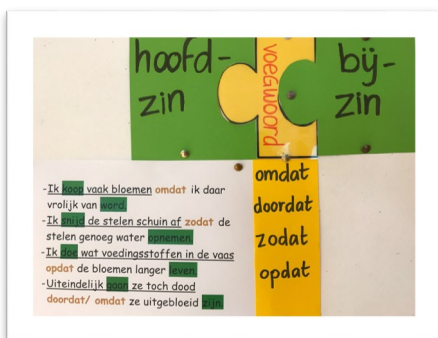 hoofd-
zin
voegwoord
bij-
zin
omdat
doordat
zodat
opdat
-Ik koop vaak bloemen omdat ik daar
vrolijk van word.
-Ik snijd de stelen schuin af zodat de
stelen genoeg water opnemen.
-Ik doe wat voedingsstoffen in de vaas
opdat de bloemen langer leven.
-Uiteindelijk gaan ze toch dood
doordat/ omdat ze uitgebloeid zijn.